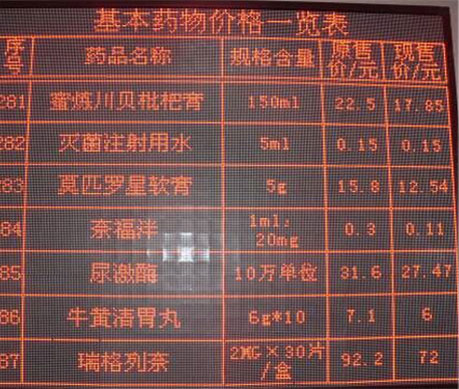 基本药物价格一览表
序号 药品名称 规格含量 原售价/元 现售价/元
281 蜜炼川贝枇杷膏 150ml 22.5 17.85
282 灭菌注射用水 5ml 0.15 0.15
283 莫匹罗星软膏 5g 15.8 12.54
84 奈福泮 1ml:20mg 0.3 0.11
85 尿激酶 10万单位 31.6 27.47
86 牛黄清胃丸 6g*10 7.1 6
87 瑞格列奈 2MG×30片/盒 92.2 72